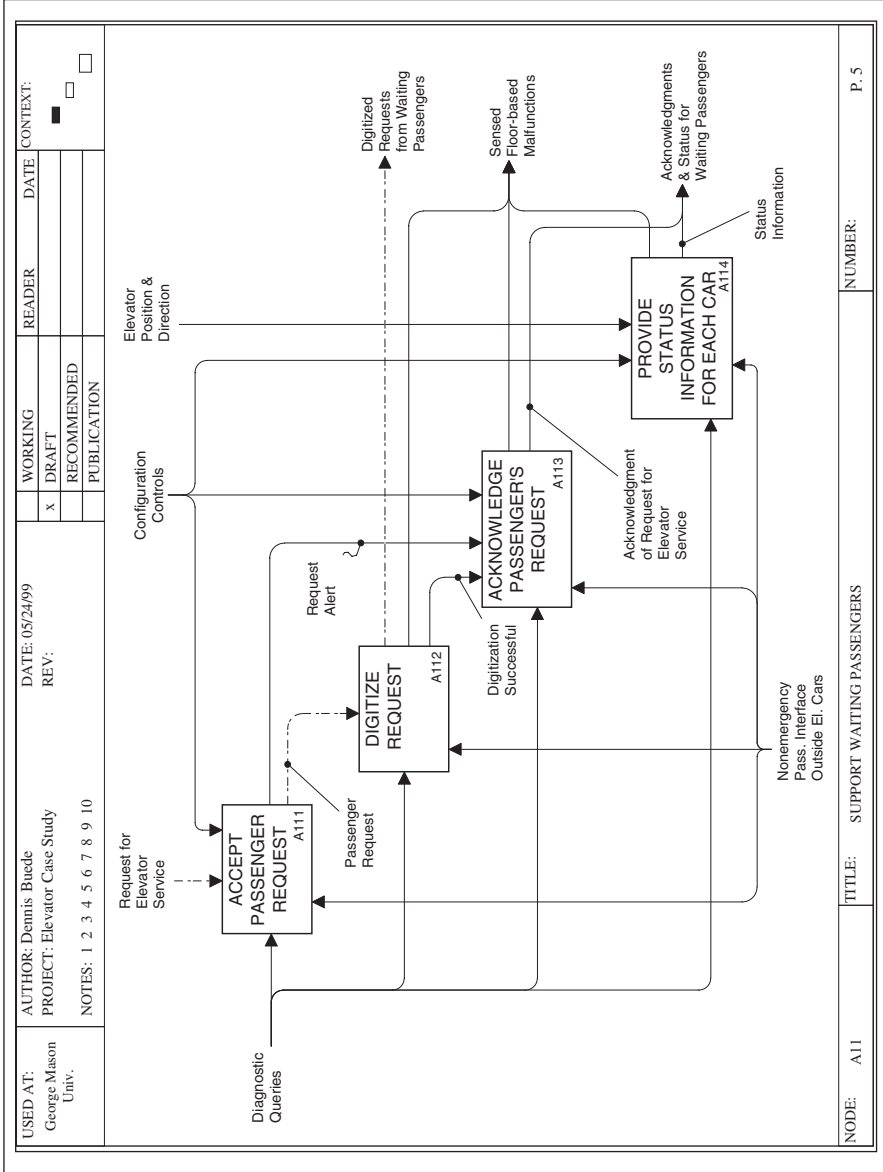 USED AT:
George Mason
Univ.
AUTHOR: Dennis Buede
PROJECT: Elevator Case Study
NOTES: 1 2 3 4 5 6 7 8 9 10
DATE: 05/24/99
REV:
WORKING
x DRAFT
RECOMMENDED
PUBLICATION
READER
DATE
CONTEXT:
Request for
Elevator
Service
Configuration
Controls
Elevator
Position &
Direction
Diagnostic
Queries
ACCEPT
PASSENGER
REQUEST
A111
Passenger
Request
Request
Alert
DIGITIZE
REQUEST
A112
Digitization
Successful
ACKNOWLEDGE
PASSENGER'S
REQUEST
A113
Acknowledgment
of Request for
Elevator
Service
PROVIDE
STATUS
INFORMATION
FOR EACH CAR
A114
Status
Information
Digitized
Requests
from Waiting
Passengers
Sensed
Floor-based
Malfunctions
Acknowledgments
& Status for
Waiting Passengers
Nonemergency
Pass. Interface
Outside El. Cars
NODE: A11
TITLE: SUPPORT WAITING PASSENGERS
NUMBER:
P. 5